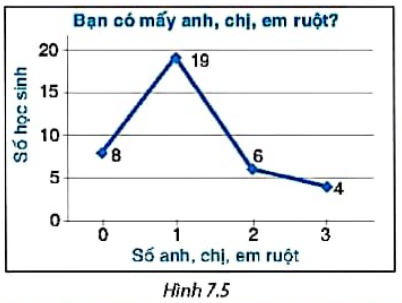 Bạn có mấy anh, chị, em ruột?
Số học sinh
20
15
10
5
0
8
19
6
4
0 1 2 3
Số anh, chị, em ruột
Hình 7.5